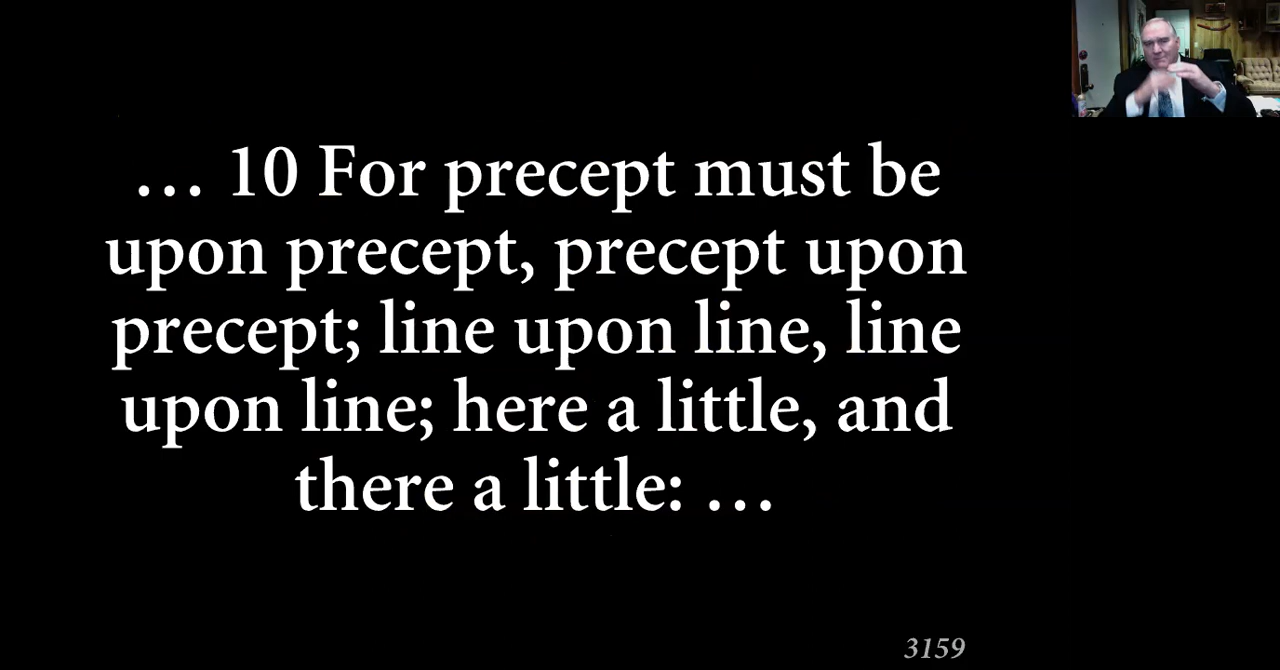 … 10 For precept must be
upon precept, precept upon
precept; line upon line, line
upon line; here a little, and
there a little: …
3159